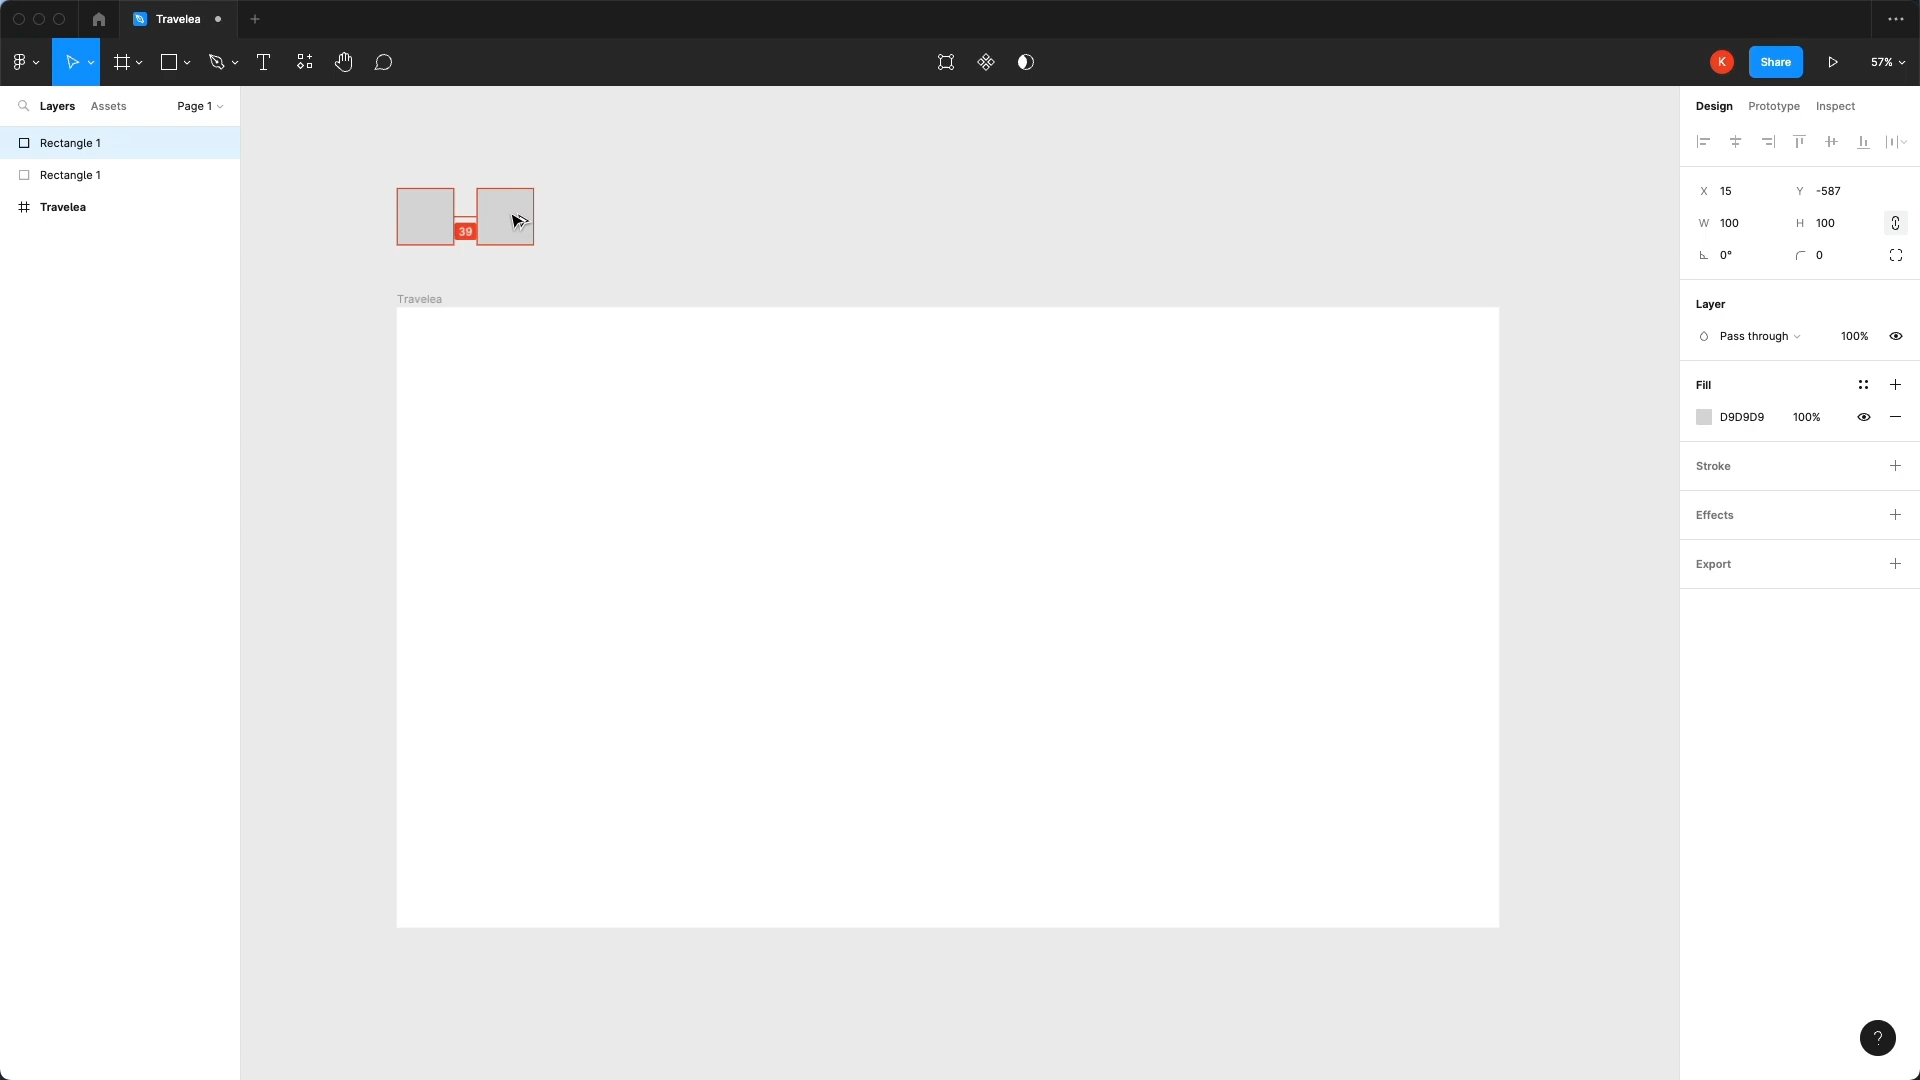 Travelea
K
Share
57%
Layers Assets Page 1
Design Prototype Inspect
Rectangle 1
Rectangle 1
Travelea
39
Travelea
X 15 Y -587
W 100 H 100
0° 0
Layer
Pass through 100%
Fill
D9D9D9 100%
Stroke
Effects
Export
?